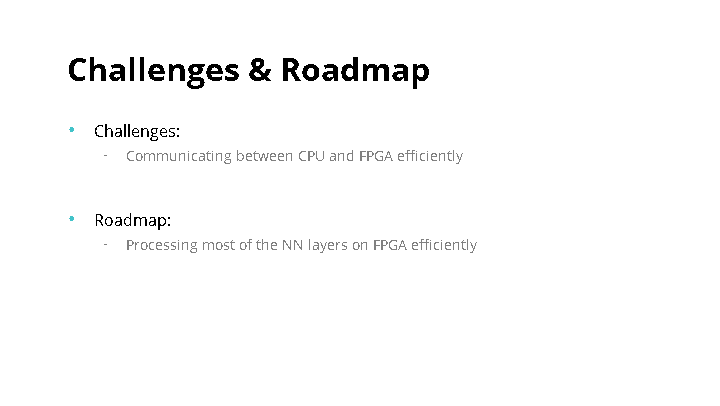 Challenges & Roadmap
• Challenges:
- Communicating between CPU and FPGA efficiently
• Roadmap:
- Processing most of the NN layers on FPGA efficiently